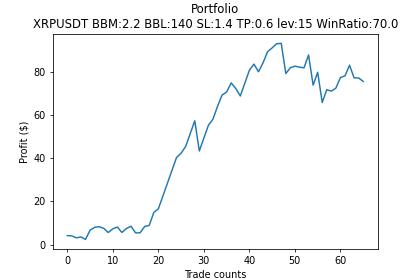 Portfolio
XRPUSDT BBM:2.2 BBL:140 SL:1.4 TP:0.6 lev:15 WinRatio:70.0
Profit ($)
80
60
40
20
0
0 10 20 30 40 50 60
Trade counts